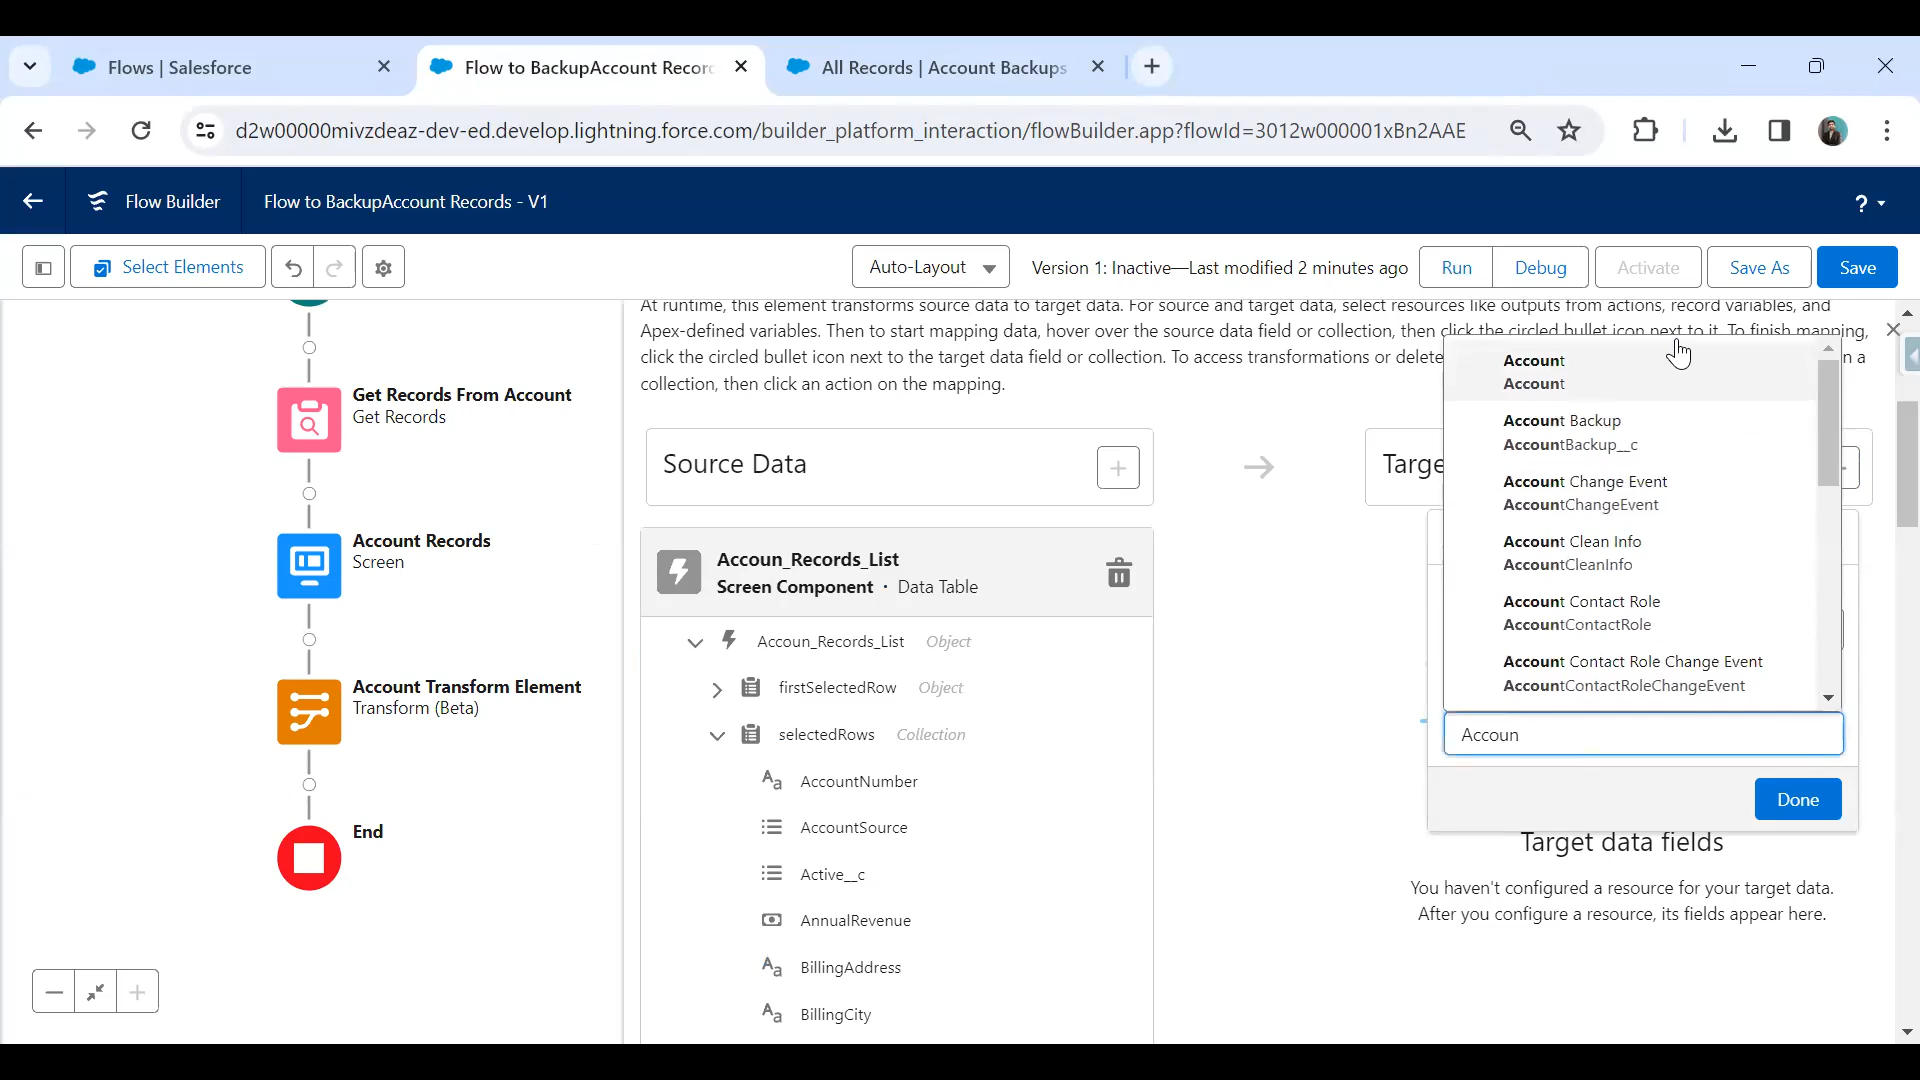 Flows | Salesforce
Flow to BackupAccount Recor
All Records | Account Backups
d2w00000mivzdeaz-dev-ed.develop.lightning.force.com/builder_platform_interaction/flowBuilder.app?flowId=3012w000001xBn2AAE
Flow Builder
Flow to BackupAccount Records - V1
?
Select Elements
Auto-Layout
Version 1: Inactive—Last modified 2 minutes ago
Run
Debug
Activate
Save As
Save
At runtime, this element transforms source data to target data. For source and target data, select resources like outputs from actions, record variables, and
Apex-defined variables. Then to start mapping data, hover over the source data field or collection, then click the circled bullet icon next to it. To finish mapping,
click the circled bullet icon next to the target data field or collection. To access transformations or delete
n a
collection, then click an action on the mapping.
Get Records From Account
Get Records
Account Records
Screen
Account Transform Element
Transform (Beta)
End
Source Data
Targe
Accoun_Records_List
Screen Component · Data Table
Accoun_Records_List Object
firstSelectedRow Object
selectedRows Collection
Aa AccountNumber
AccountSource
Active__c
AnnualRevenue
Aa BillingAddress
Aa BillingCity
Account
Account
Account Backup
AccountBackup__c
Account Change Event
AccountChangeEvent
Account Clean Info
AccountCleanInfo
Account Contact Role
AccountContactRole
Account Contact Role Change Event
AccountContactRoleChangeEvent
Accoun
Done
Target data fields
You haven't configured a resource for your target data.
After you configure a resource, its fields appear here.